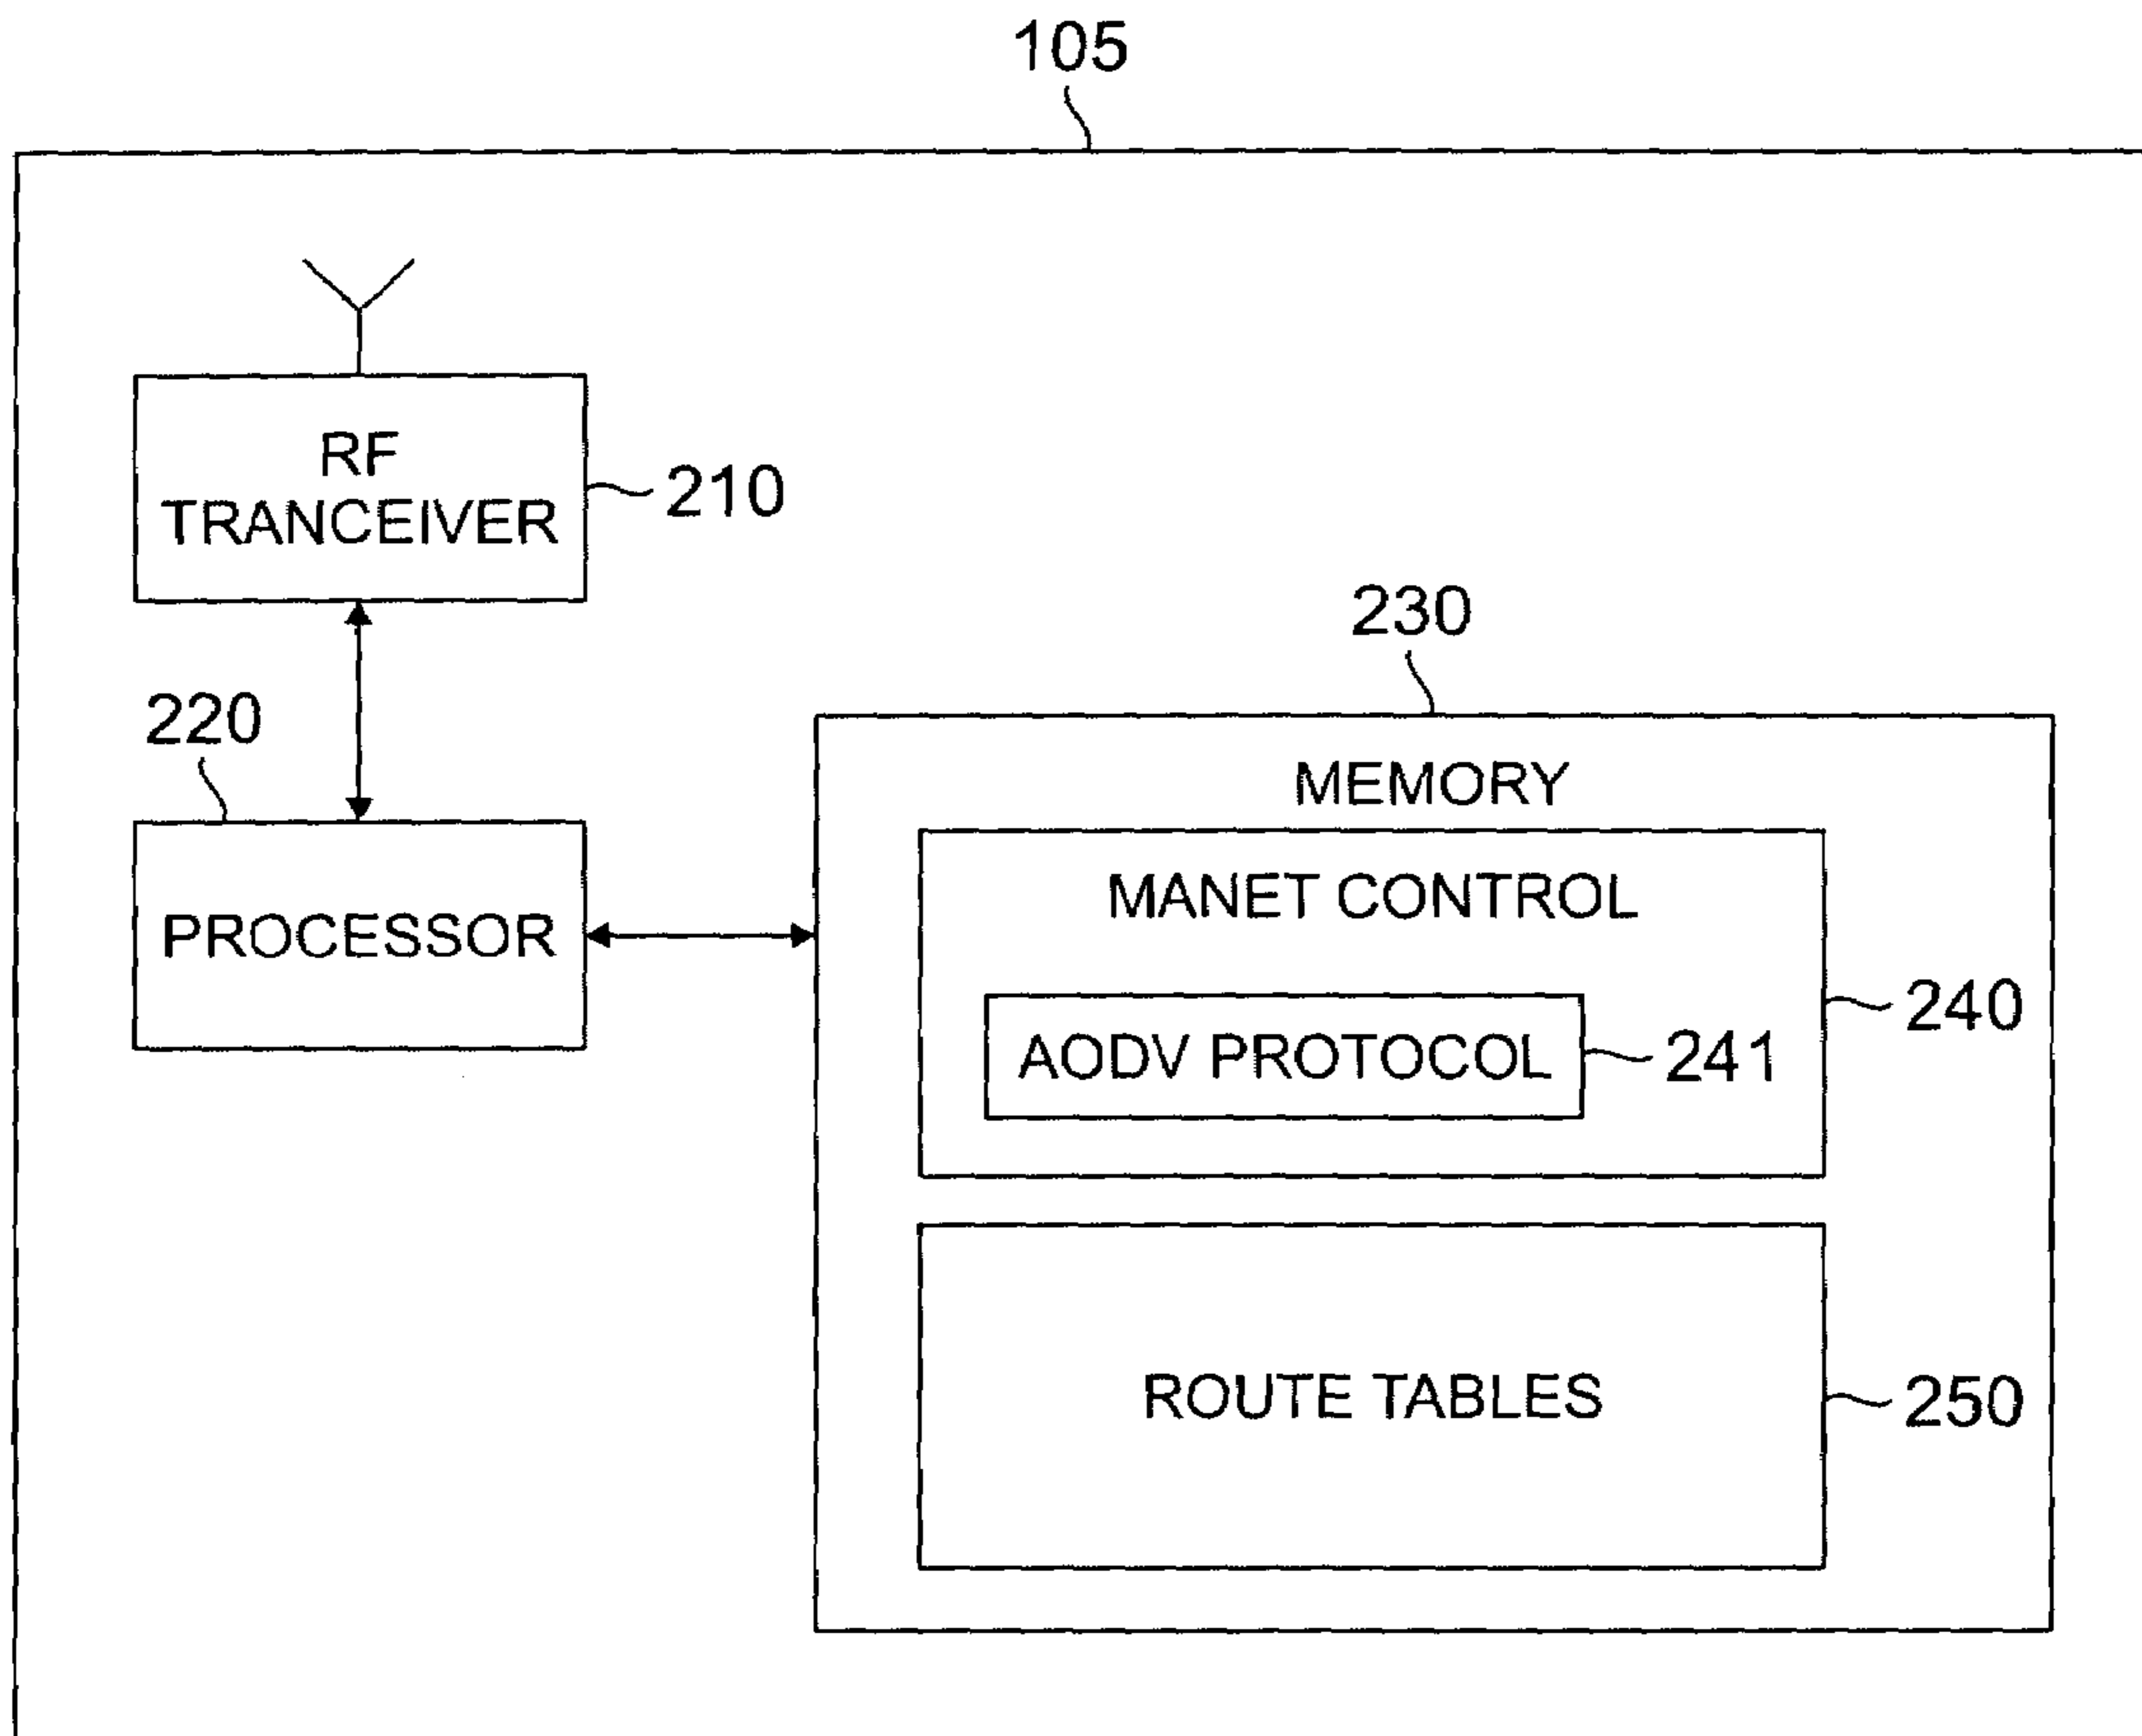 105
RF
TRANCEIVER
210
230
220
MEMORY
MANET CONTROL
PROCESSOR
240
AODV PROTOCOL
241
ROUTE TABLES
250